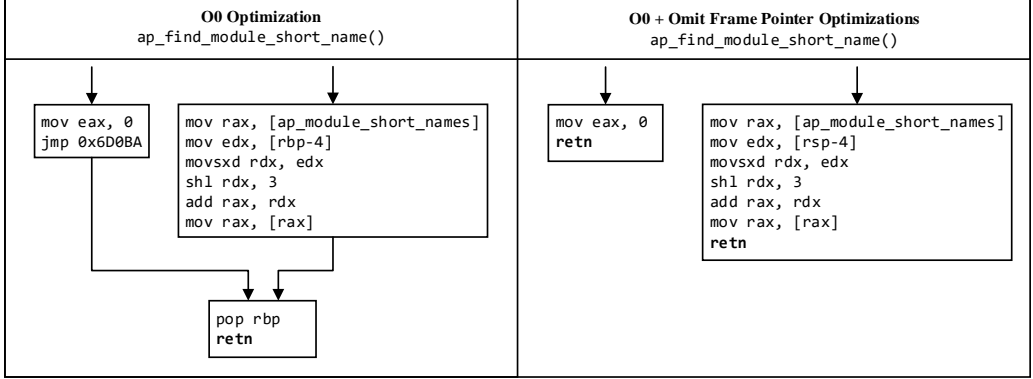 O0 Optimization
ap_find_module_short_name()
mov eax, 0
jmp 0x6D0BA
mov rax, [ap_module_short_names]
mov edx, [rbp-4]
movsxd rdx, edx
shl rdx, 3
add rax, rdx
mov rax, [rax]
pop rbp
retn
O0 + Omit Frame Pointer Optimizations
ap_find_module_short_name()
mov eax, 0
retn
mov rax, [ap_module_short_names]
mov edx, [rsp-4]
movsxd rdx, edx
shl rdx, 3
add rax, rdx
mov rax, [rax]
retn